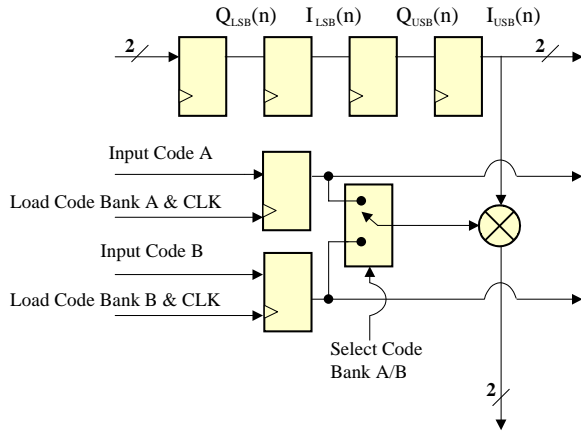 Q_LSB(n) I_LSB(n) Q_USB(n) I_USB(n)
2 2
Input Code A
Load Code Bank A & CLK
Input Code B
Load Code Bank B & CLK
Select Code
Bank A/B
2